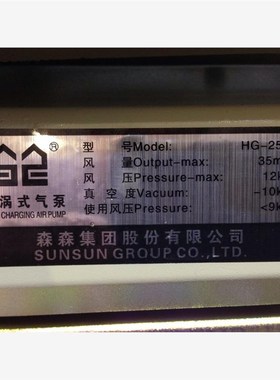 ®
型 号Model: HG-25
风 量Output-max: 35m
风 压Pressure-max: 12k
真 空 度Vacuum: -10k
涡式气泵
CHARGING AIR PUMP
使用风压Pressure: <9k
森森集团股份有限公司
SUNSUN GROUP CO.,LTD.